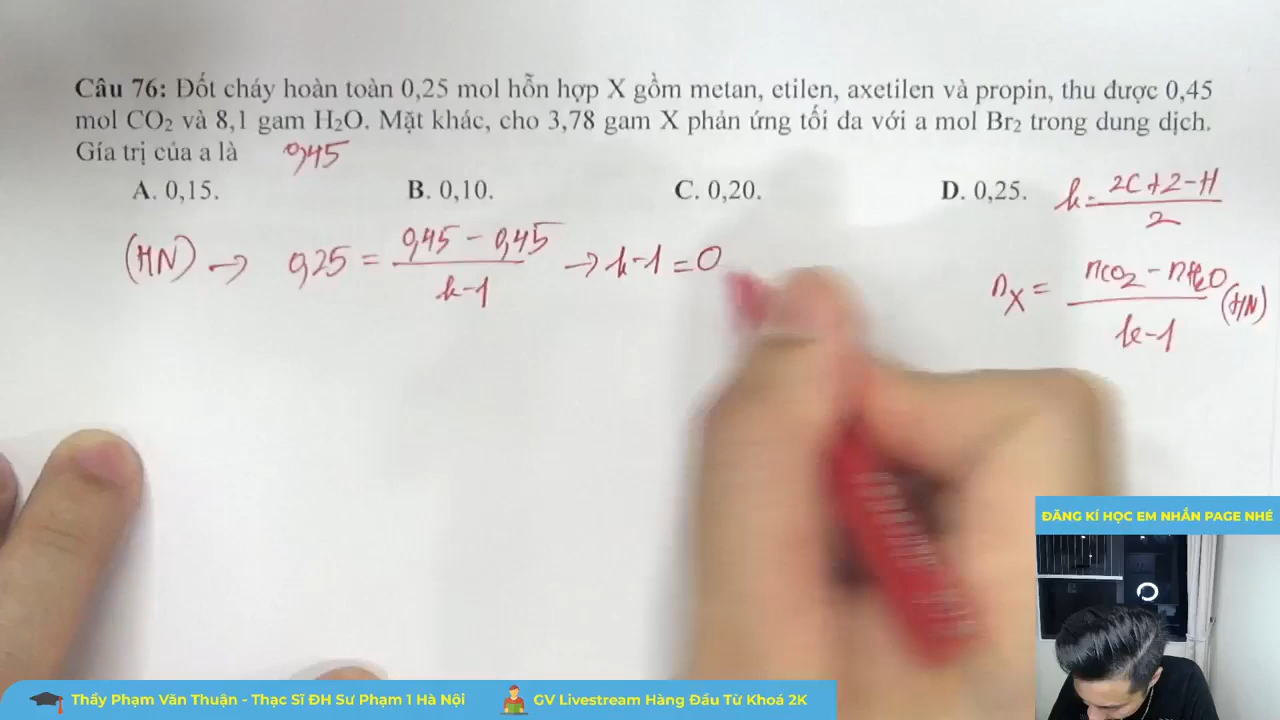 Câu 76: Đốt cháy hoàn toàn 0,25 mol hỗn hợp X gồm metan, etilen, axetilen và propin, thu được 0,45
mol CO₂ và 8,1 gam H₂O. Mặt khác, cho 3,78 gam X phản ứng tối đa với a mol Br₂ trong dung dịch.
Gía trị của a là 0,45
A. 0,15. B. 0,10. C. 0,20. D. 0,25.
k = (2C+2-H)/2
(HN) → 0,25 = (0,45 - 0,45)/(k-1) → k-1 = 0
nX = (nCO₂ - nH₂O)/(k-1) (HN)
ĐĂNG KÍ HỌC EM NHẮN PAGE NHÉ
Thầy Phạm Văn Thuận - Thạc Sĩ ĐH Sư Phạm 1 Hà Nội
GV Livestream Hàng Đầu Từ Khoá 2K